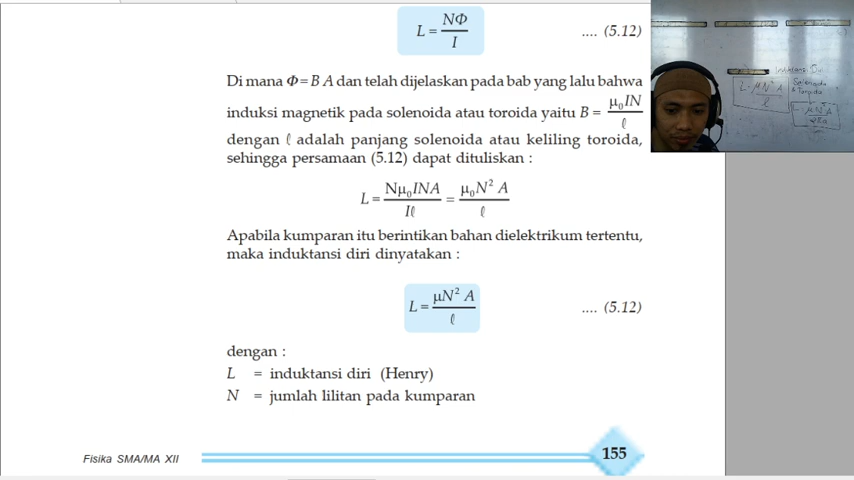 L = NΦ / I .... (5.12)
Di mana Φ = B A dan telah dijelaskan pada bab yang lalu bahwa
induksi magnetik pada solenoida atau toroida yaitu B = μ₀IN / ℓ
dengan ℓ adalah panjang solenoida atau keliling toroida,
sehingga persamaan (5.12) dapat dituliskan :
L = Nμ₀INA / Iℓ = μ₀N² A / ℓ
Apabila kumparan itu berintikan bahan dielektrikum tertentu,
maka induktansi diri dinyatakan :
L = μN² A / ℓ .... (5.12)
dengan :
L = induktansi diri (Henry)
N = jumlah lilitan pada kumparan
Fisika SMA/MA XII
155
Solenoida
& Toroida
L = μN² A / ℓ